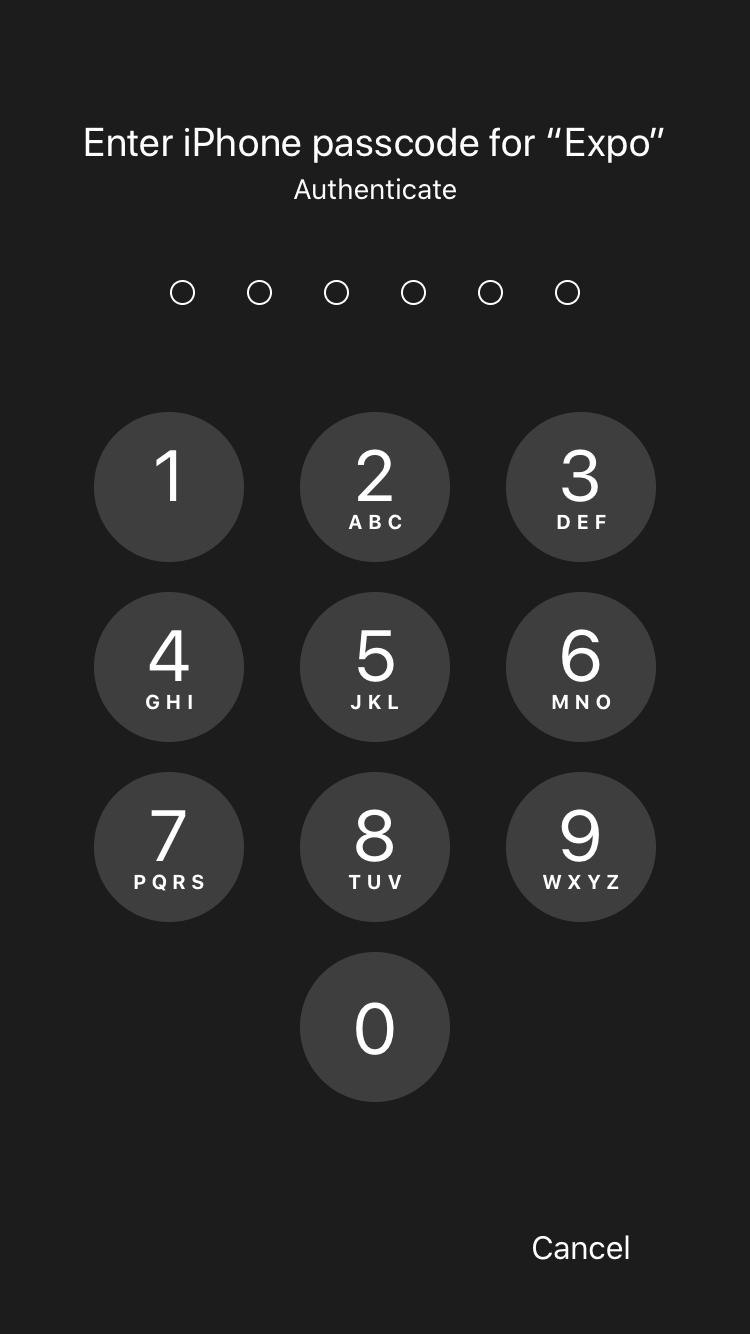 Enter iPhone passcode for “Expo”
Authenticate
1 2 3
ABC DEF
4 5 6
GHI JKL MNO
7 8 9
PQRS TUV WXYZ
0
Cancel